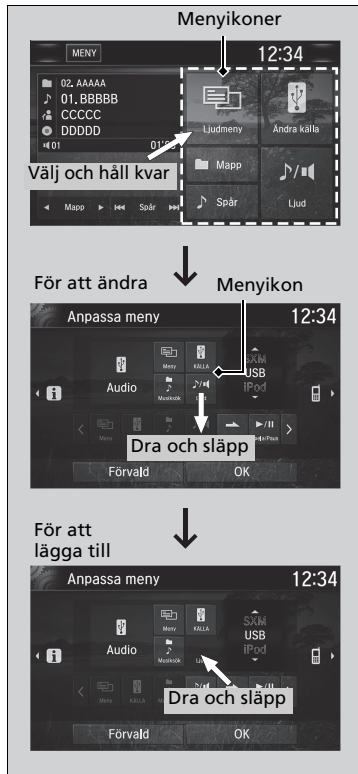 Menyikoner
MENY 12:34
02. AAAAA
01. BBBBB
CCCCC
DDDDD
01
Ljudmeny
Ändra källa
Välj och håll kvar
Mapp
Spår
Ljud
Mapp Spår
För att ändra
Menyikon
Anpassa meny 12:34
Audio
Meny KÄLLA
Musiksök
SXM
USB
iPod
Meny
Dra och släpp
Förvald OK
För att
lägga till
Anpassa meny 12:34
Audio
Meny KÄLLA
Musiksök
SXM
USB
iPod
Meny
Dra och släpp
Förvald OK